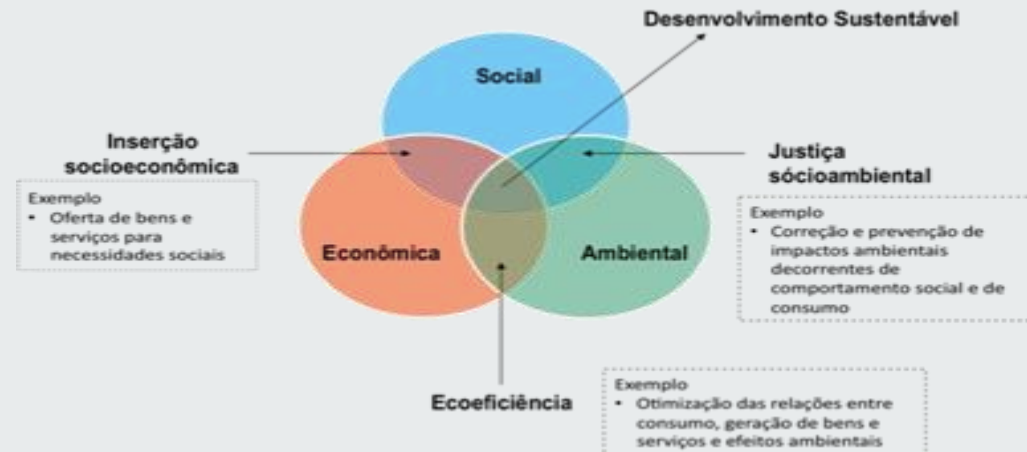 Desenvolvimento Sustentável
Social
Inserção
socioeconômica
Exemplo
• Oferta de bens e
serviços para
necessidades sociais
Justiça
sócioambiental
Exemplo
• Correção e prevenção de
impactos ambientais
decorrentes de
comportamento social e de
consumo
Econômica
Ambiental
Ecoeficiência
Exemplo
• Otimização das relações entre
consumo, geração de bens e
serviços e efeitos ambientais